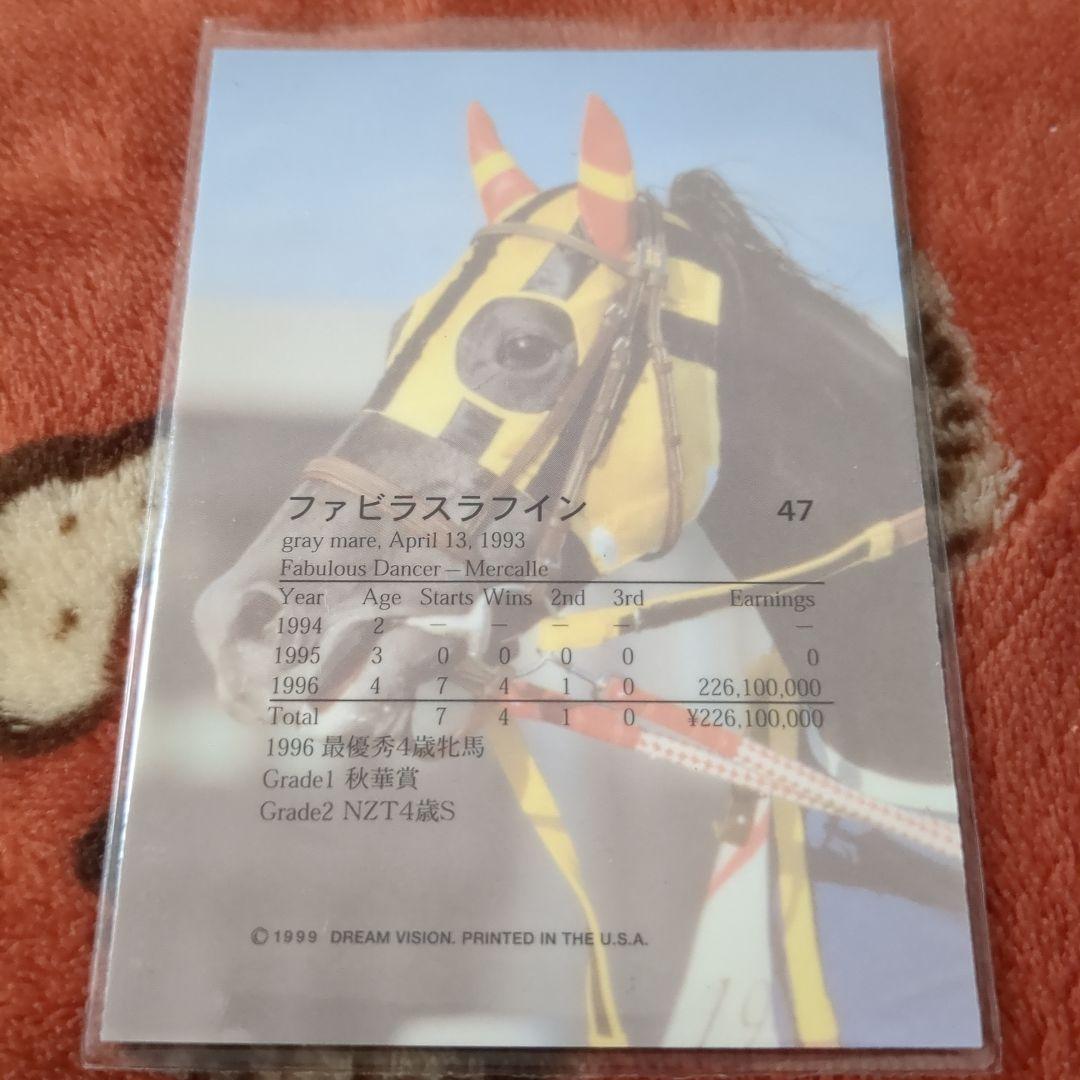 ファビラスラフイン 47
gray mare, April 13, 1993
Fabulous Dancer — Mercalle
Year Age Starts Wins 2nd 3rd Earnings
1994 2 — — — — —
1995 3 0 0 0 0 0
1996 4 7 4 1 0 226,100,000
Total 7 4 1 0 ¥226,100,000
1996 最優秀4歳牝馬
Grade1 秋華賞
Grade2 NZT4歳S
© 1999 DREAM VISION. PRINTED IN THE U.S.A.